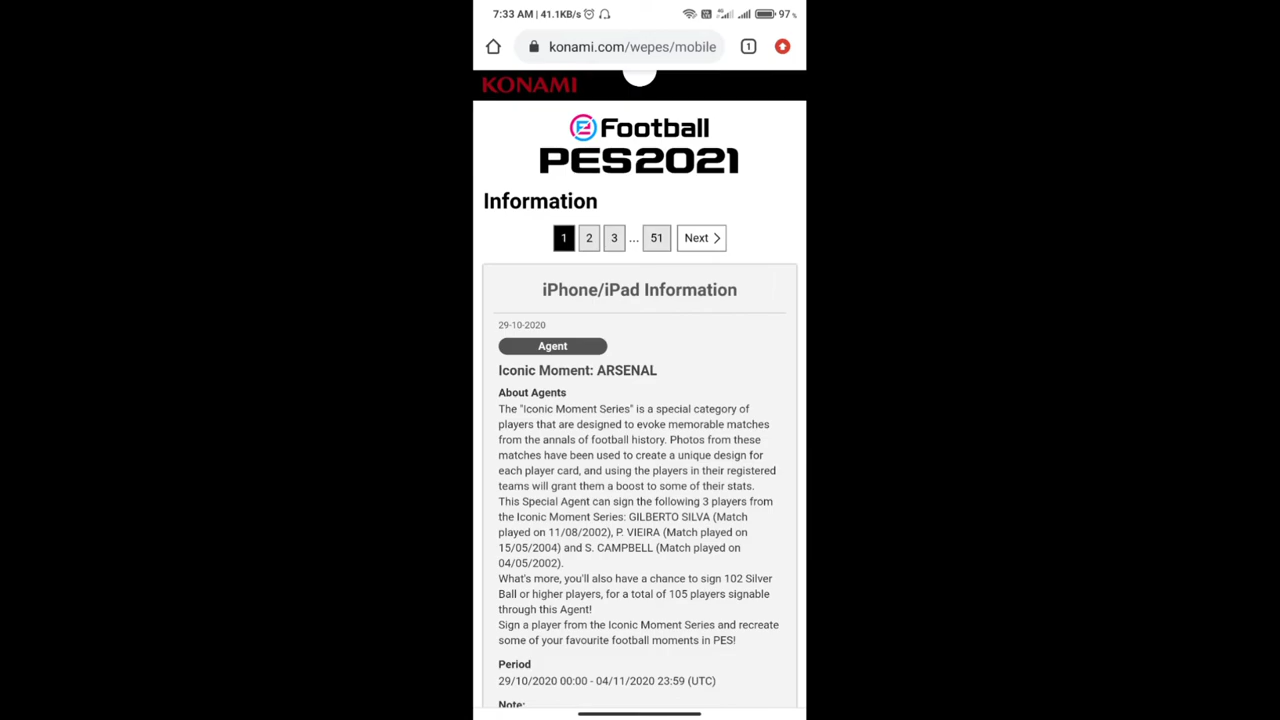 7:33 AM | 41.1KB/s 4G 97%
konami.com/wepes/mobile 1
KONAMI
eFootball
PES2021
Information
1 2 3 ... 51 Next
iPhone/iPad Information
29-10-2020
Agent
Iconic Moment: ARSENAL
About Agents
The "Iconic Moment Series" is a special category of
players that are designed to evoke memorable matches
from the annals of football history. Photos from these
matches have been used to create a unique design for
each player card, and using the players in their registered
teams will grant them a boost to some of their stats.
This Special Agent can sign the following 3 players from
the Iconic Moment Series: GILBERTO SILVA (Match
played on 11/08/2002), P. VIEIRA (Match played on
15/05/2004) and S. CAMPBELL (Match played on
04/05/2002).
What's more, you'll also have a chance to sign 102 Silver
Ball or higher players, for a total of 105 players signable
through this Agent!
Sign a player from the Iconic Moment Series and recreate
some of your favourite football moments in PES!
Period
29/10/2020 00:00 - 04/11/2020 23:59 (UTC)
Note: